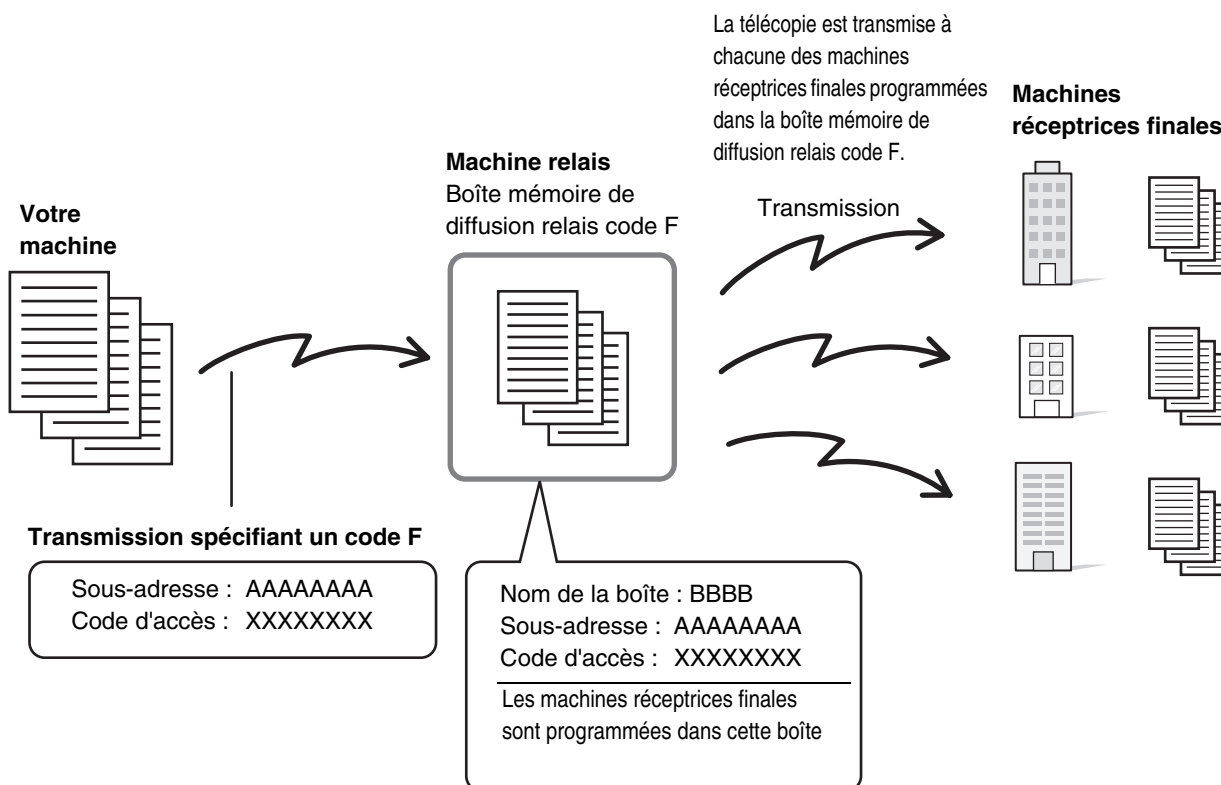 La télécopie est transmise à
chacune des machines
réceptrices finales programmées
dans la boîte mémoire de
diffusion relais code F.
Machines
réceptrices finales
Machine relais
Boîte mémoire de
diffusion relais code F
Transmission
Votre
machine
Transmission spécifiant un code F
Sous-adresse : AAAAAAAA
Code d'accès : XXXXXXXX
Nom de la boîte : BBBB
Sous-adresse : AAAAAAAA
Code d'accès : XXXXXXXX
Les machines réceptrices finales
sont programmées dans cette boîte